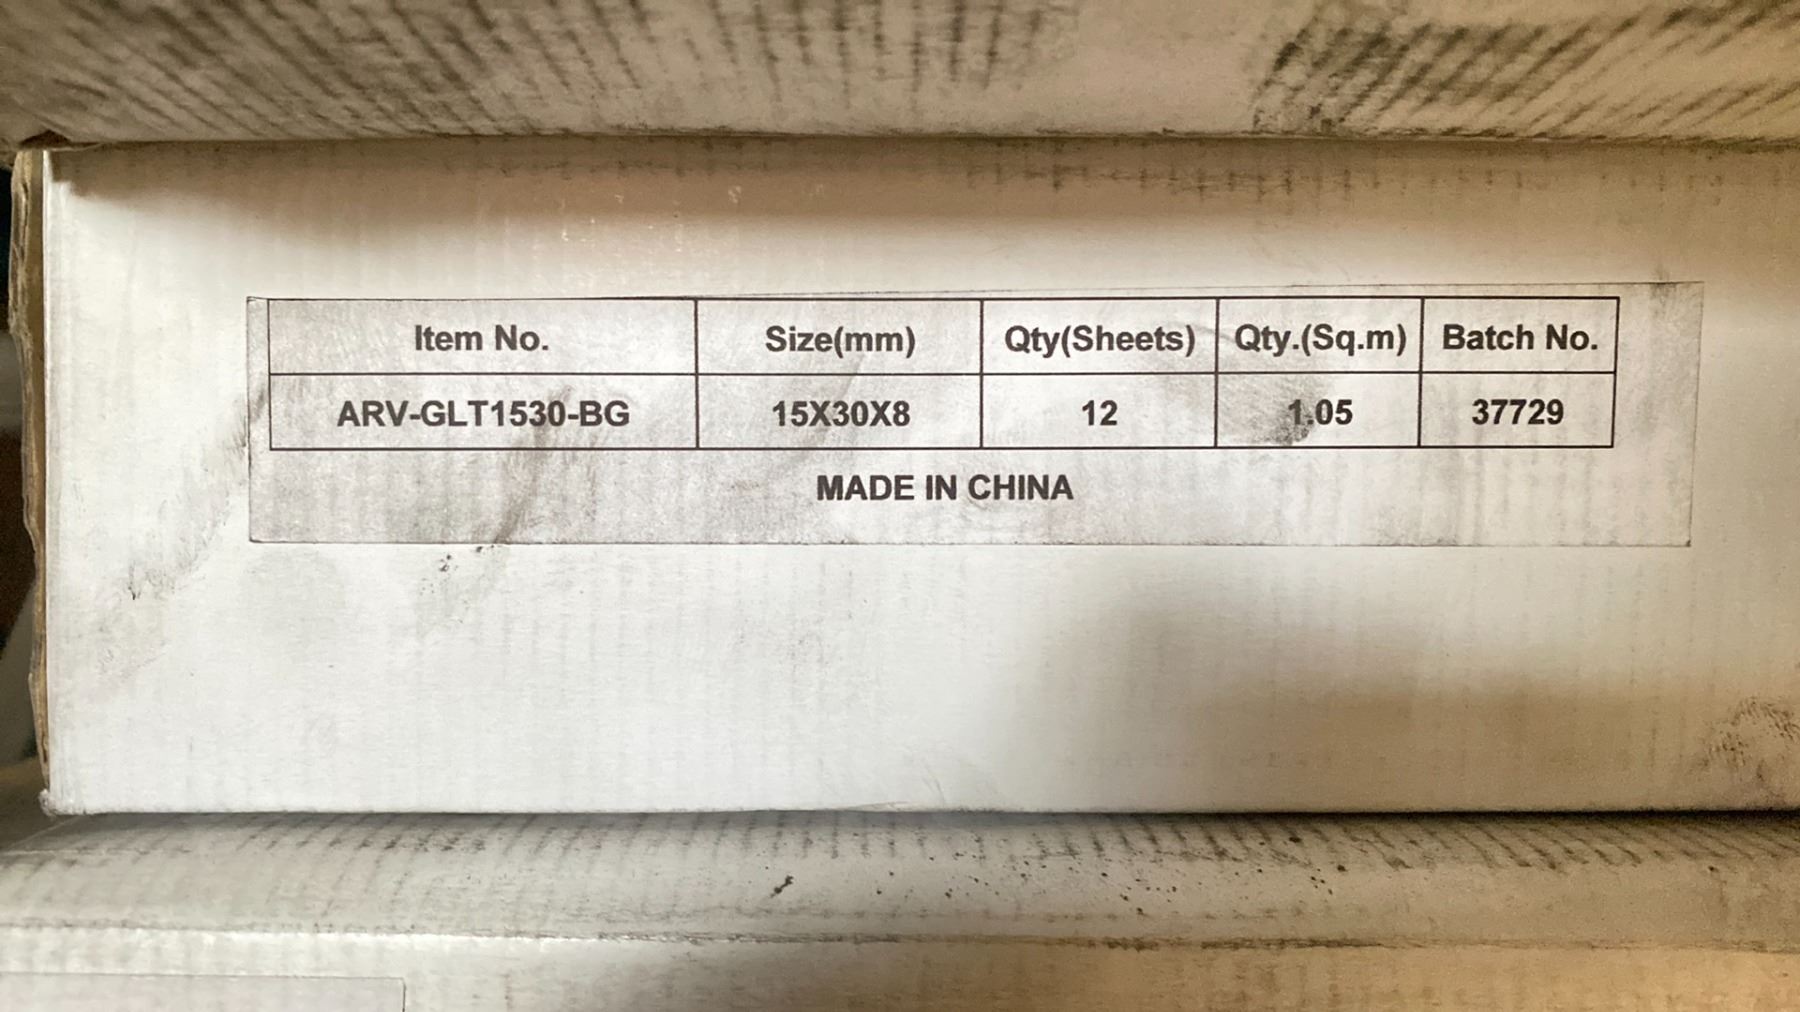 Item No. Size(mm) Qty(Sheets) Qty.(Sq.m) Batch No.
ARV-GLT1530-BG 15X30X8 12 1.05 37729
MADE IN CHINA